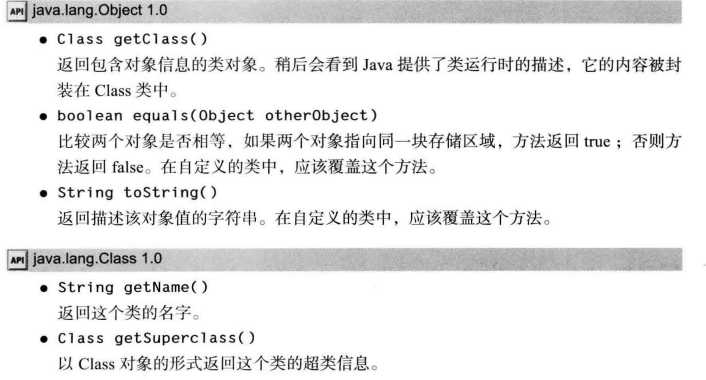 API java.lang.Object 1.0
• Class getClass()
返回包含对象信息的类对象。稍后会看到 Java 提供了类运行时的描述，它的内容被封
装在 Class 类中。
• boolean equals(Object otherObject)
比较两个对象是否相等，如果两个对象指向同一块存储区域，方法返回 true；否则方
法返回 false。在自定义的类中，应该覆盖这个方法。
• String toString()
返回描述该对象值的字符串。在自定义的类中，应该覆盖这个方法。
API java.lang.Class 1.0
• String getName()
返回这个类的名字。
• Class getSuperclass()
以 Class 对象的形式返回这个类的超类信息。